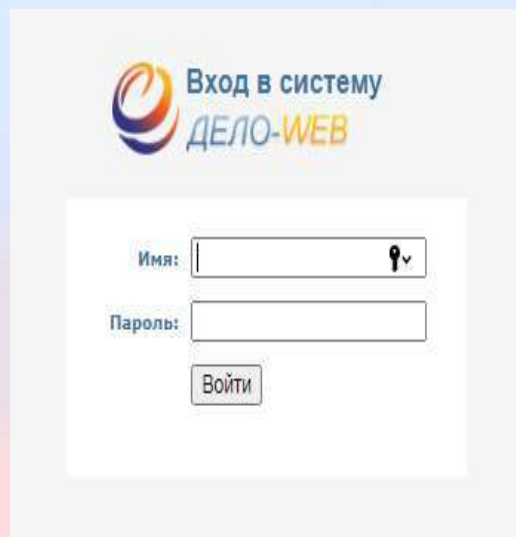 Вход в систему
ДЕЛО-WEB
Имя:
Пароль:
Войти